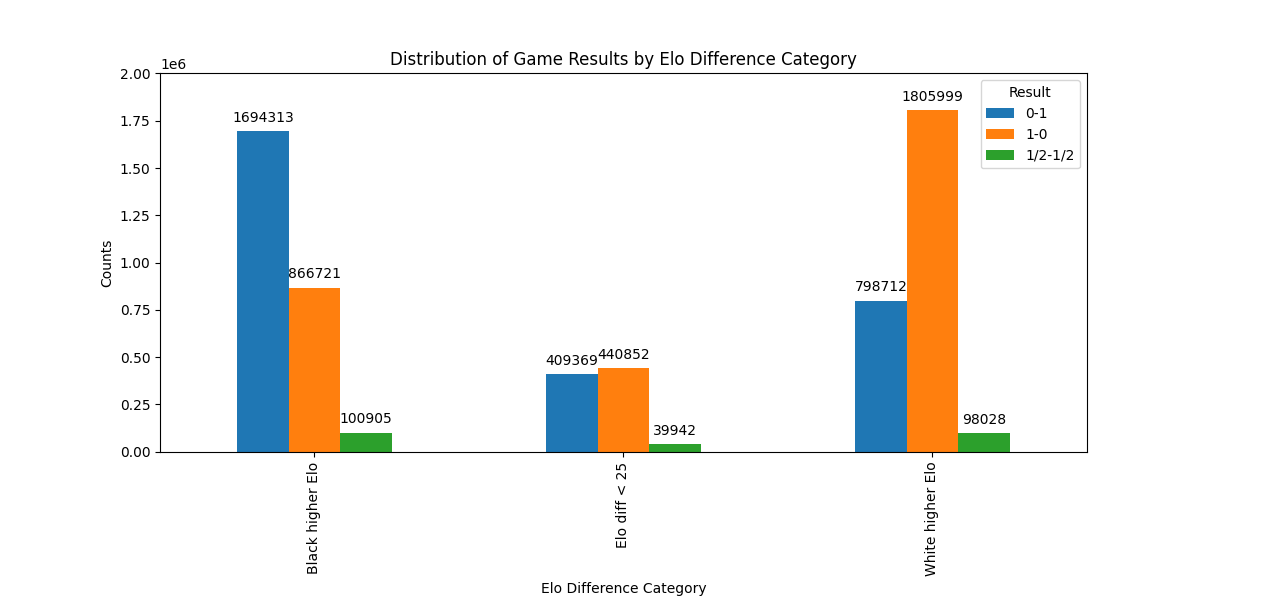 Distribution of Game Results by Elo Difference Category
1e6
2.00
1.75
1.50
1.25
1.00
0.75
0.50
0.25
0.00
Counts
1694313
866721
100905
409369
440852
39942
798712
1805999
98028
Result
0-1
1-0
1/2-1/2
Black higher Elo
Elo diff < 25
White higher Elo
Elo Difference Category